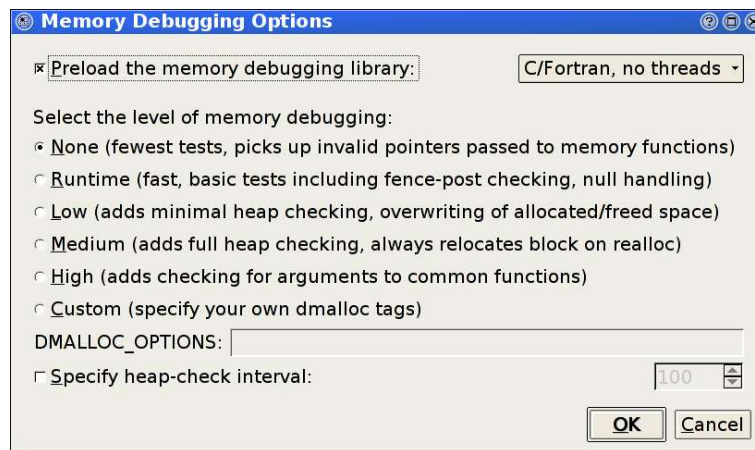 Memory Debugging Options
Preload the memory debugging library: C/Fortran, no threads
Select the level of memory debugging:
None (fewest tests, picks up invalid pointers passed to memory functions)
Runtime (fast, basic tests including fence-post checking, null handling)
Low (adds minimal heap checking, overwriting of allocated/freed space)
Medium (adds full heap checking, always relocates block on realloc)
High (adds checking for arguments to common functions)
Custom (specify your own dmalloc tags)
DMALLOC_OPTIONS:
Specify heap-check interval: 100
OK Cancel